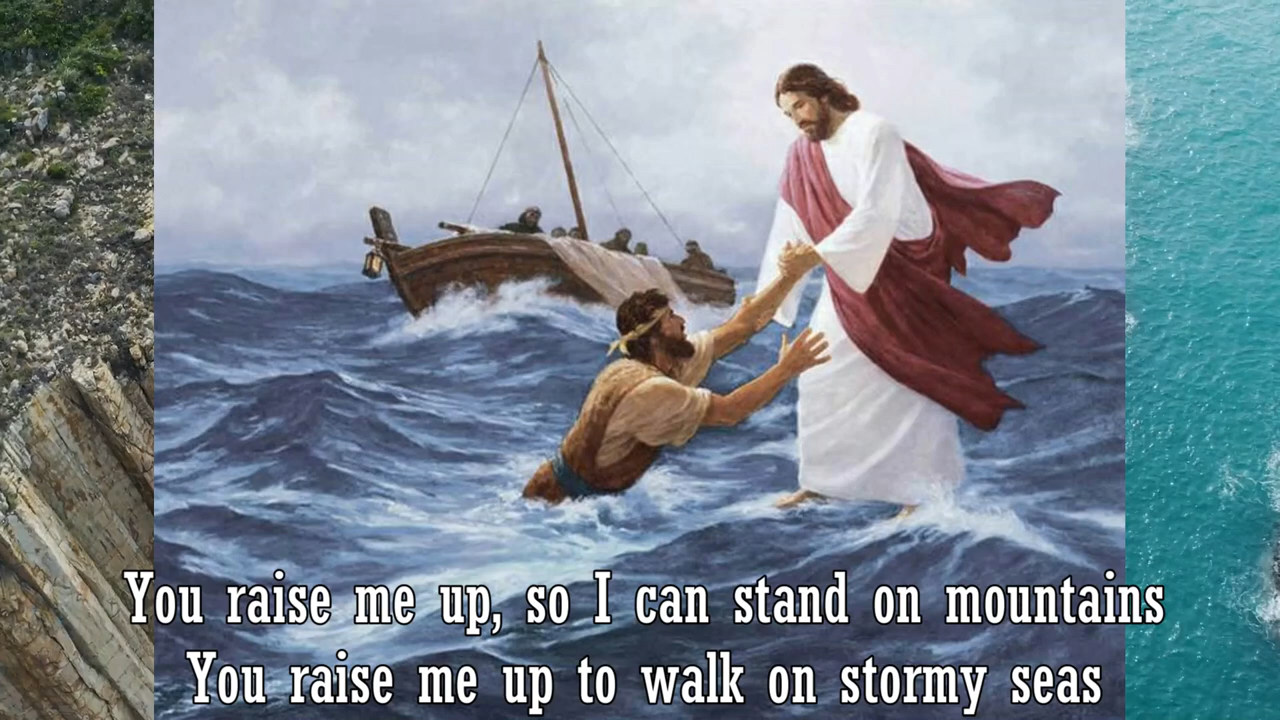 You raise me up, so I can stand on mountains
You raise me up to walk on stormy seas